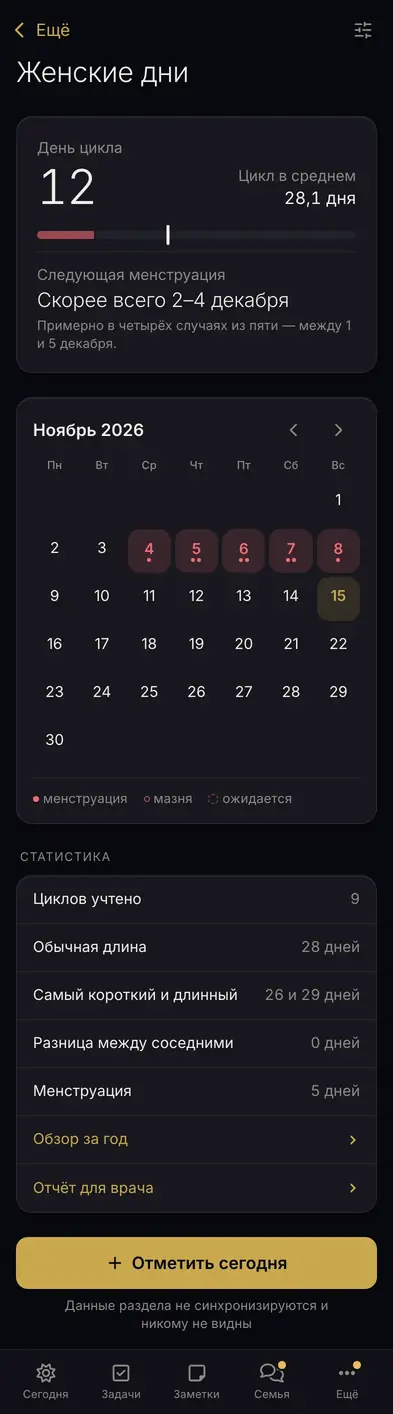 Ещё
Женские дни
День цикла
12
Цикл в среднем
28,1 дня
Следующая менструация
Скорее всего 2–4 декабря
Примерно в четырёх случаях из пяти — между 1
и 5 декабря.
Ноябрь 2026
Пн Вт Ср Чт Пт Сб Вс
1
2 3 4 5 6 7 8
9 10 11 12 13 14 15
16 17 18 19 20 21 22
23 24 25 26 27 28 29
30
менструация мазня ожидается
СТАТИСТИКА
Циклов учтено 9
Обычная длина 28 дней
Самый короткий и длинный 26 и 29 дней
Разница между соседними 0 дней
Менструация 5 дней
Обзор за год
Отчёт для врача
+ Отметить сегодня
Данные раздела не синхронизируются и
никому не видны
Сегодня Задачи Заметки Семья Ещё